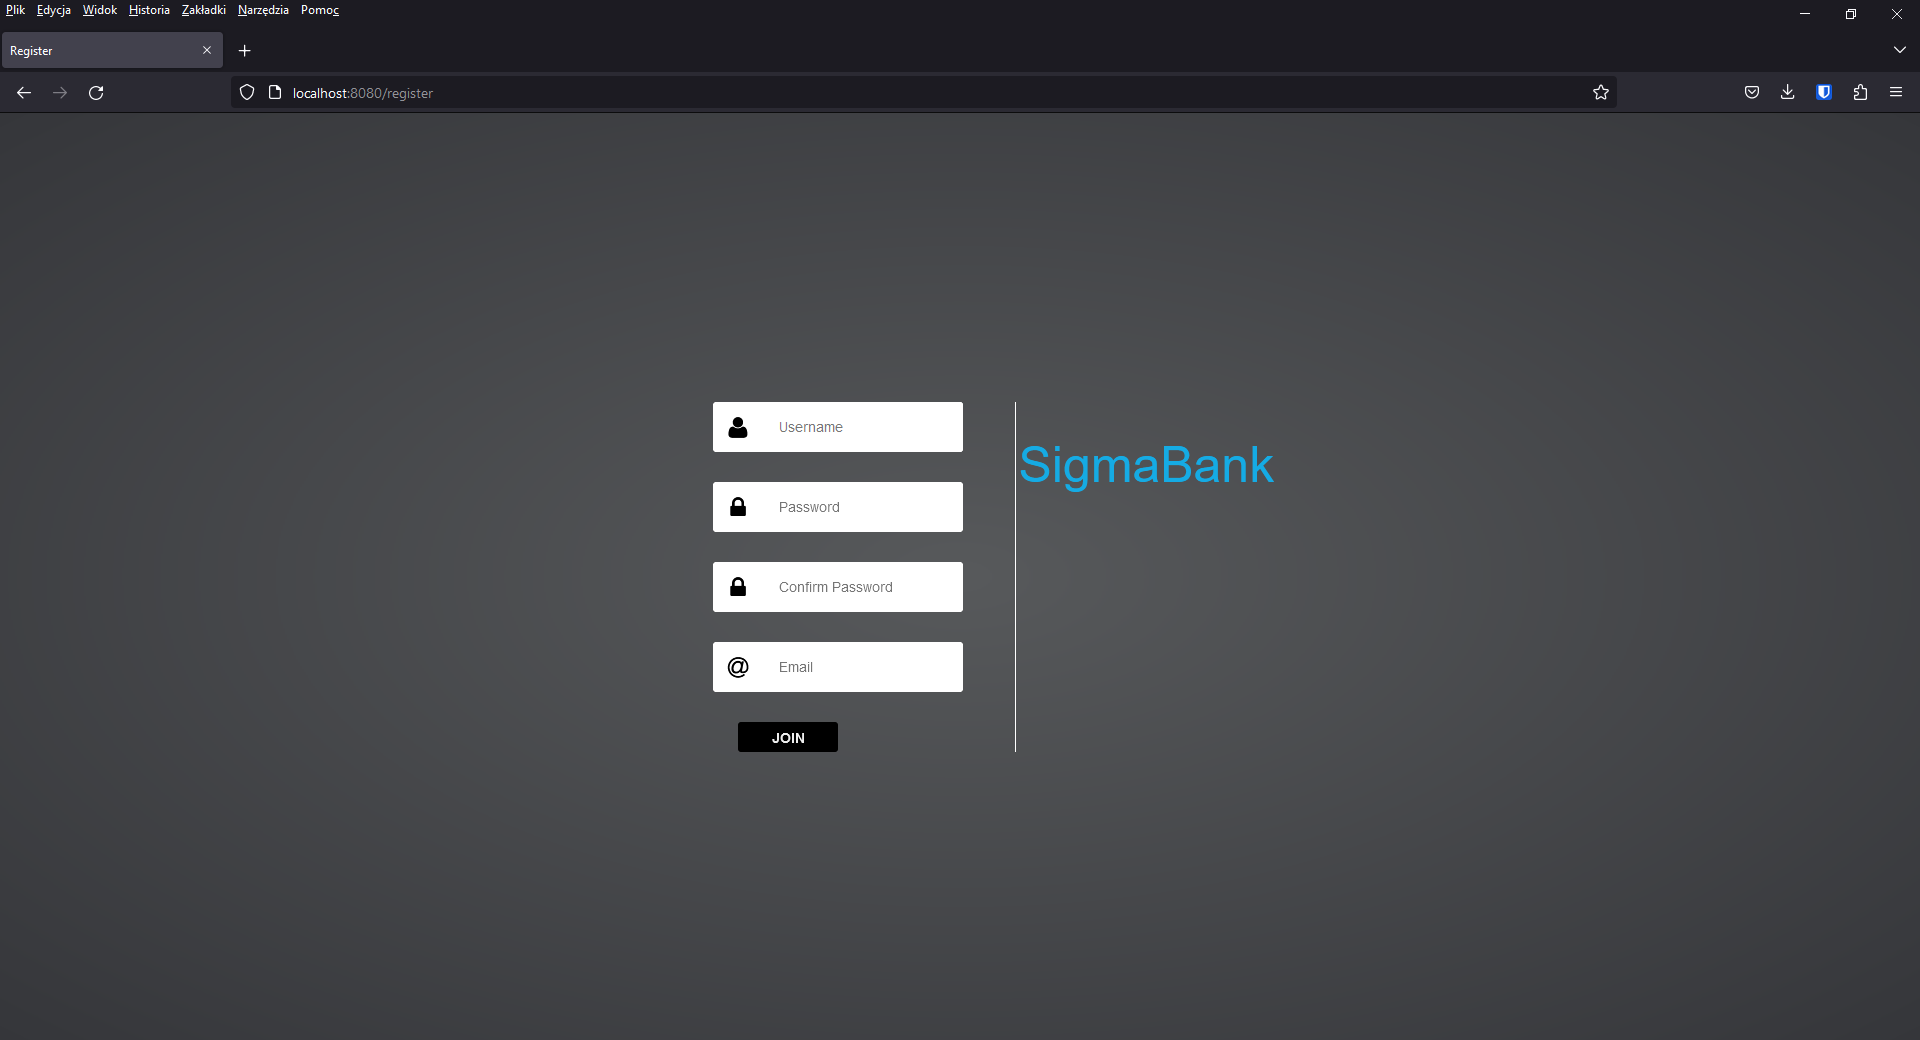 Plik Edycja Widok Historia Zakładki Narzędzia Pomoc
Register
localhost:8080/register
Username
SigmaBank
Password
Confirm Password
@ Email
JOIN